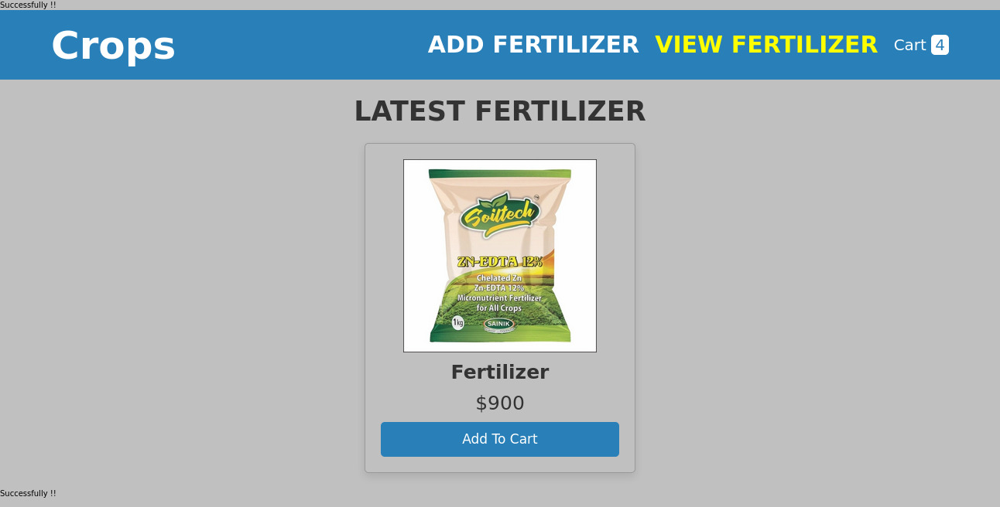 Successfully !!
Crops
ADD FERTILIZER VIEW FERTILIZER Cart 4
LATEST FERTILIZER
Soiltech
ZN-EDTA 12%
Chelated Zn
Zn-EDTA 12%
Micronutrient Fertilizer
for All Crops
1kg
SAINIK
Fertilizer
$900
Add To Cart
Successfully !!